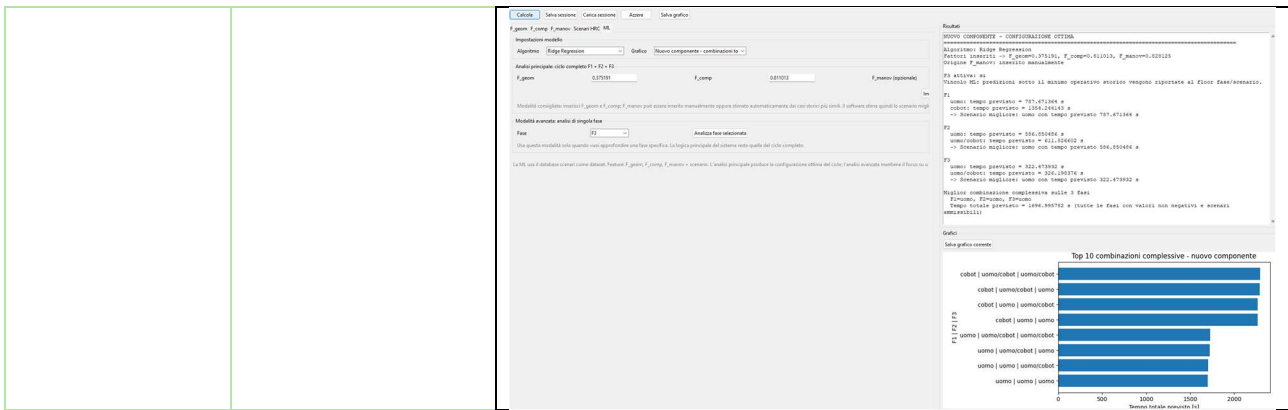 Calcola Salva sessione Carica sessione Azzera Salva grafico
F_geom F_comp F_manov Scenari HRC ML
Impostazioni modello
Algoritmo Ridge Regression Grafico Nuovo componente - combinazioni to
Analisi principale: ciclo completo F1 + F2 + F3
F_geom 0.375191 F_comp 0.811013 F_manov (opzionale)
Im
Modalità consigliata: inserisci F_geom e F_comp; F_manov può essere inserito manualmente oppure stimato automaticamente dai casi storici più simili. Il software stima quindi lo scenario migli
Modalità avanzata: analisi di singola fase
Fase F3 Analizza fase selezionata
Usa questa modalità solo quando vuoi approfondire una fase specifica. La logica principale del sistema resta quella del ciclo completo.
La ML usa il database scenari come dataset. Feature: F_geom, F_comp, F_manov + scenario. L'analisi principale produce la configurazione ottima del ciclo; l'analisi avanzata mantiene il focus su u
Risultati
NUOVO COMPONENTE - CONFIGURAZIONE OTTIMA
Algoritmo: Ridge Regression
Fattori inseriti -> F_geom=0.375191, F_comp=0.811013, F_manov=0.828125
Origine F_manov: inserito manualmente
F3 attiva: si
Vincolo ML: predizioni sotto il minimo operativo storico vengono riportate al floor fase/scenario.
F1
uomo: tempo previsto = 787.671364 s
cobot: tempo previsto = 1356.246143 s
-> Scenario migliore: uomo con tempo previsto 787.671364 s
F2
uomo: tempo previsto = 586.850486 s
uomo/cobot: tempo previsto = 611.826602 s
-> Scenario migliore: uomo con tempo previsto 586.850486 s
F3
uomo: tempo previsto = 322.473932 s
uomo/cobot: tempo previsto = 326.198376 s
-> Scenario migliore: uomo con tempo previsto 322.473932 s
Miglior combinazione complessiva sulle 3 fasi
F1=uomo, F2=uomo, F3=uomo
Tempo totale previsto = 1696.995782 s (tutte le fasi con valori non negativi e scenari
ammissibili)
Grafici
Salva grafico corrente
Top 10 combinazioni complessive - nuovo componente
cobot | uomo/cobot | uomo/cobot
cobot | uomo/cobot | uomo
cobot | uomo | uomo/cobot
cobot | uomo | uomo
uomo | uomo/cobot | uomo/cobot
uomo | uomo/cobot | uomo
uomo | uomo | uomo/cobot
uomo | uomo | uomo
F1 | F2 | F3
0 500 1000 1500 2000
Tempo totale previsto [s]